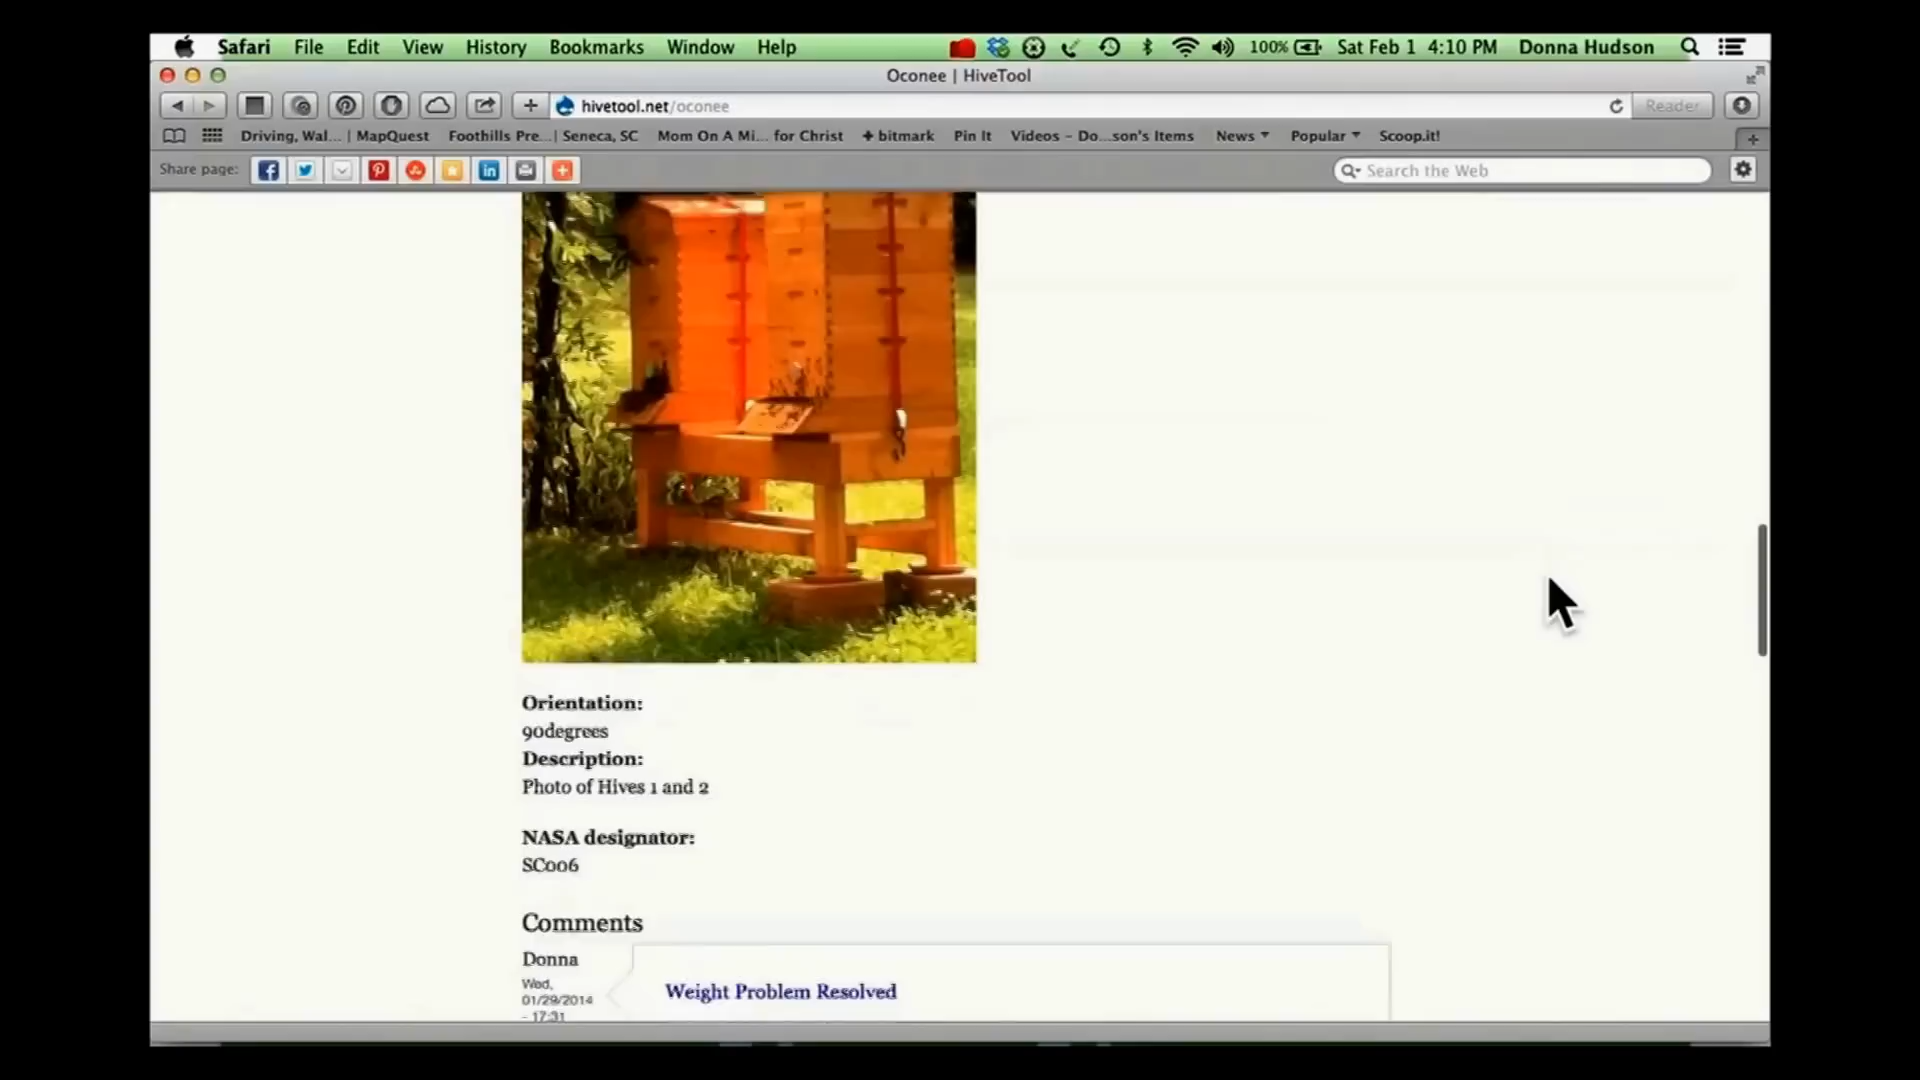 Safari File Edit View History Bookmarks Window Help 100% Sat Feb 1 4:10 PM Donna Hudson
Oconee | HiveTool
hivetool.net/oconee Reader
Driving, Wal... | MapQuest Foothills Pre... | Seneca, SC Mom On A Mi... for Christ + bitmark Pin It Videos – Do...son's Items News Popular Scoop.it!
Share page: Search the Web
Orientation:
90degrees
Description:
Photo of Hives 1 and 2
NASA designator:
SC006
Comments
Donna
Wed,
01/29/2014
- 17:31
Weight Problem Resolved